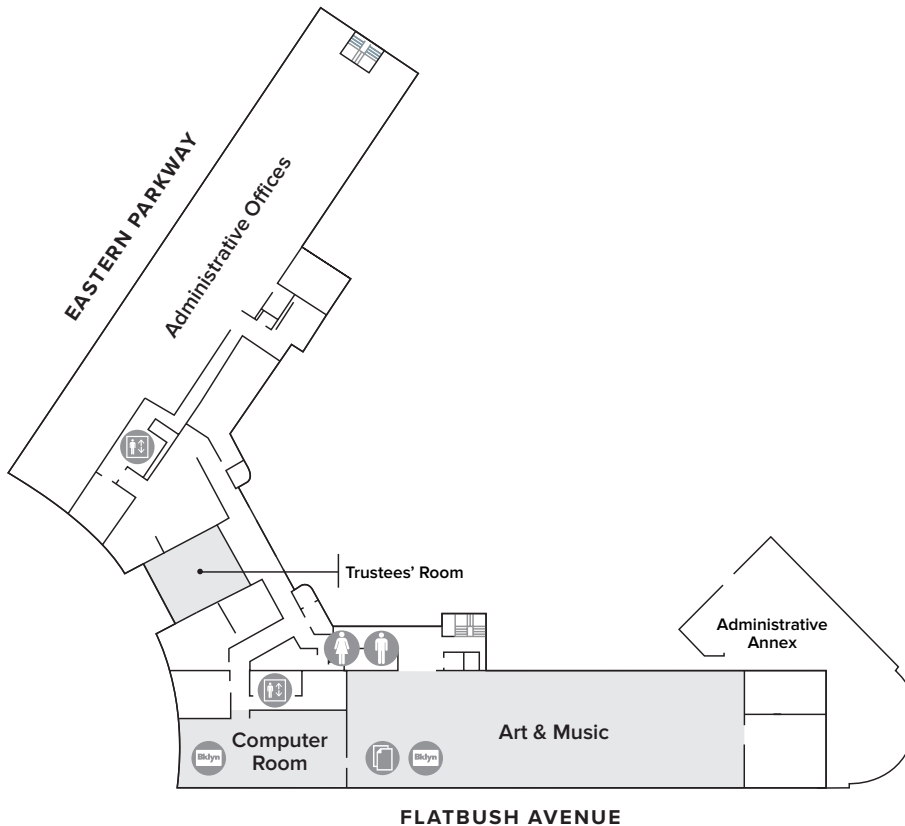 EASTERN PARKWAY
Administrative Offices
Trustees' Room
Administrative
Annex
Art & Music
Computer
Room
Bklyn
Bklyn
FLATBUSH AVENUE